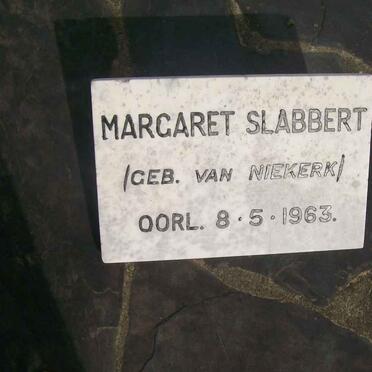 MARGARET SLABBERT
/GEB. VAN NIEKERK/
OORL. 8·5·1963.